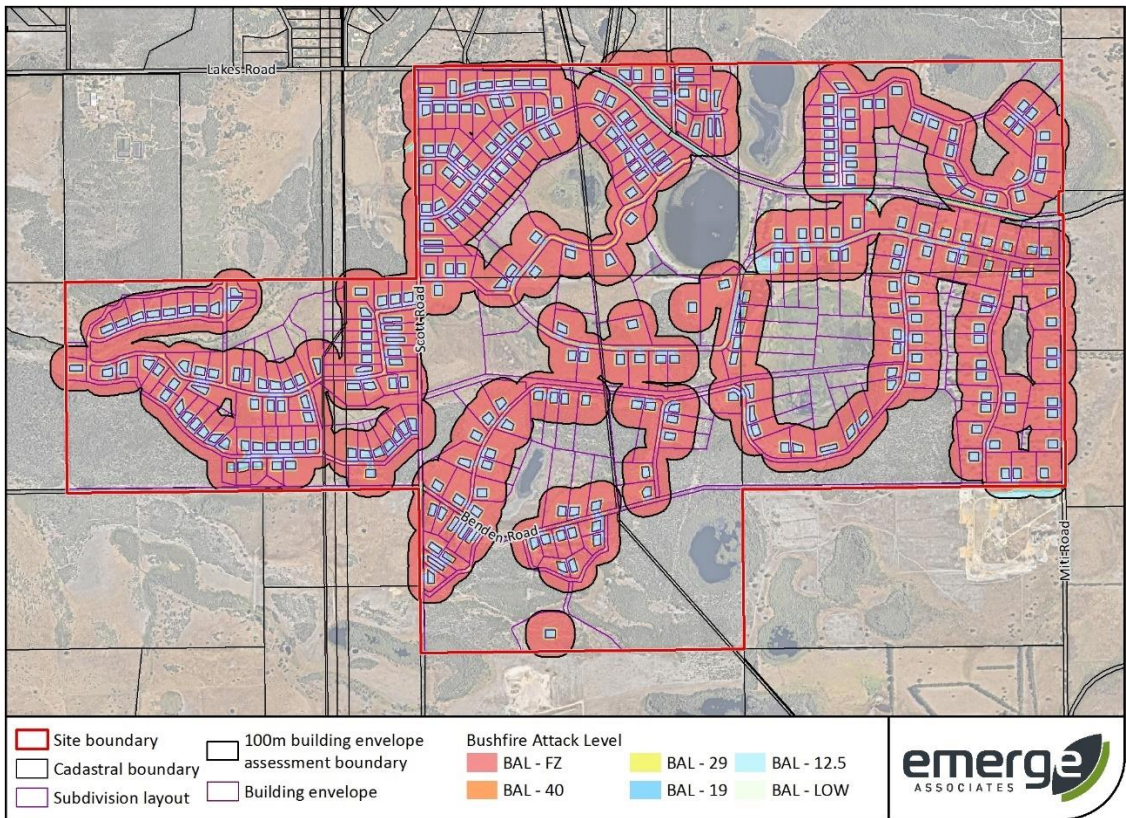 Lakes Road
Scott Road
Benden Road
Miti Road
Site boundary
Cadastral boundary
Subdivision layout
100m building envelope
assessment boundary
Building envelope
Bushfire Attack Level
BAL - FZ
BAL - 40
BAL - 29
BAL - 19
BAL - 12.5
BAL - LOW
emerge
ASSOCIATES